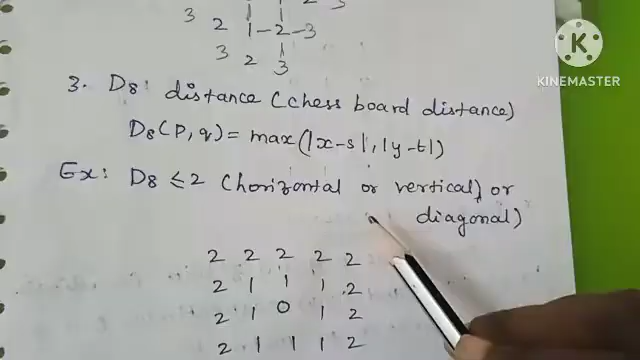 3 2 1-2-3
3 2 3
3. D8: distance (chess board distance)
D8(P,q) = max(|x-s|,|y-t|)
Ex: D8 ≤2 (horizontal or vertical, or
diagonal)
2 2 2 2 2
2 1 1 1 2
2 1 0 1 2
2 1 1 1 2
K
KINEMASTER